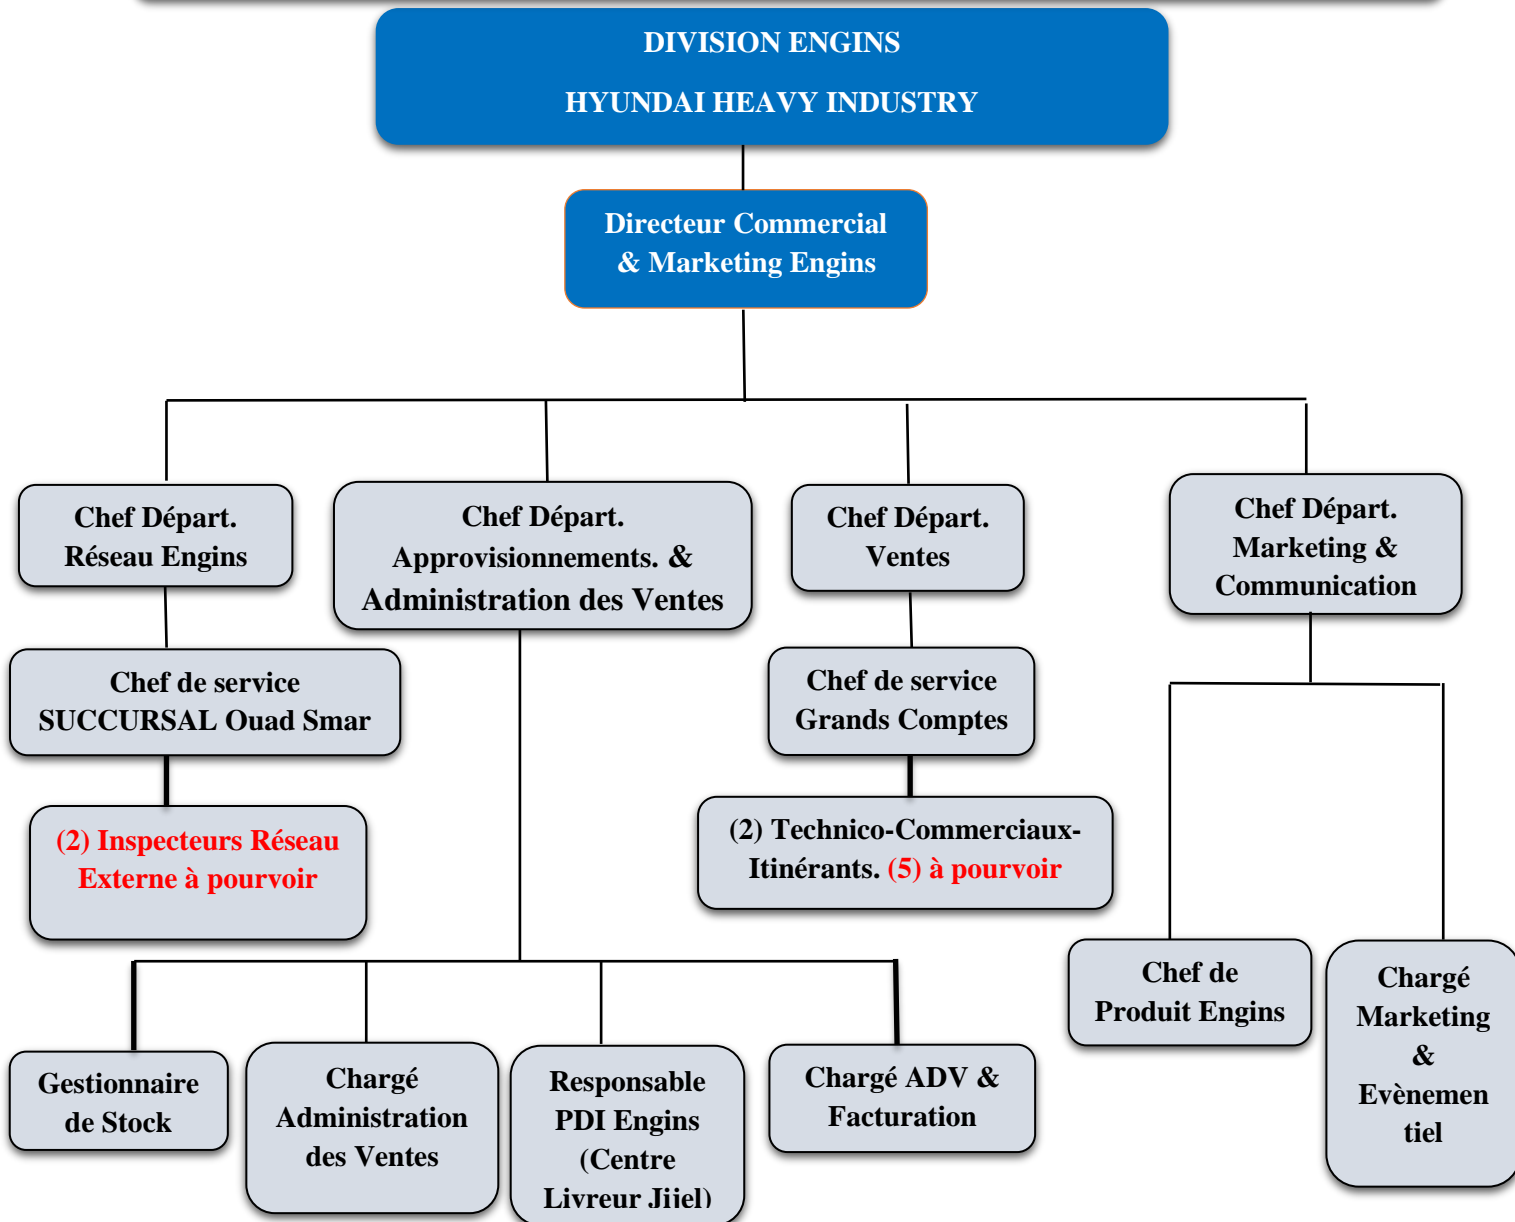 DIVISION ENGINS
HYUNDAI HEAVY INDUSTRY
Directeur Commercial
& Marketing Engins
Chef Départ.
Réseau Engins
Chef Départ.
Approvisionnements. &
Administration des Ventes
Chef Départ.
Ventes
Chef Départ.
Marketing &
Communication
Chef de service
SUCCURSAL Ouad Smar
Chef de service
Grands Comptes
(2) Inspecteurs Réseau
Externe à pourvoir
(2) Technico-Commerciaux-
Itinérants. (5) à pourvoir
Chef de
Produit Engins
Chargé
Marketing
&
Evènemen
tiel
Gestionnaire
de Stock
Chargé
Administration
des Ventes
Responsable
PDI Engins
(Centre
Livreur Jijel)
Chargé ADV &
Facturation